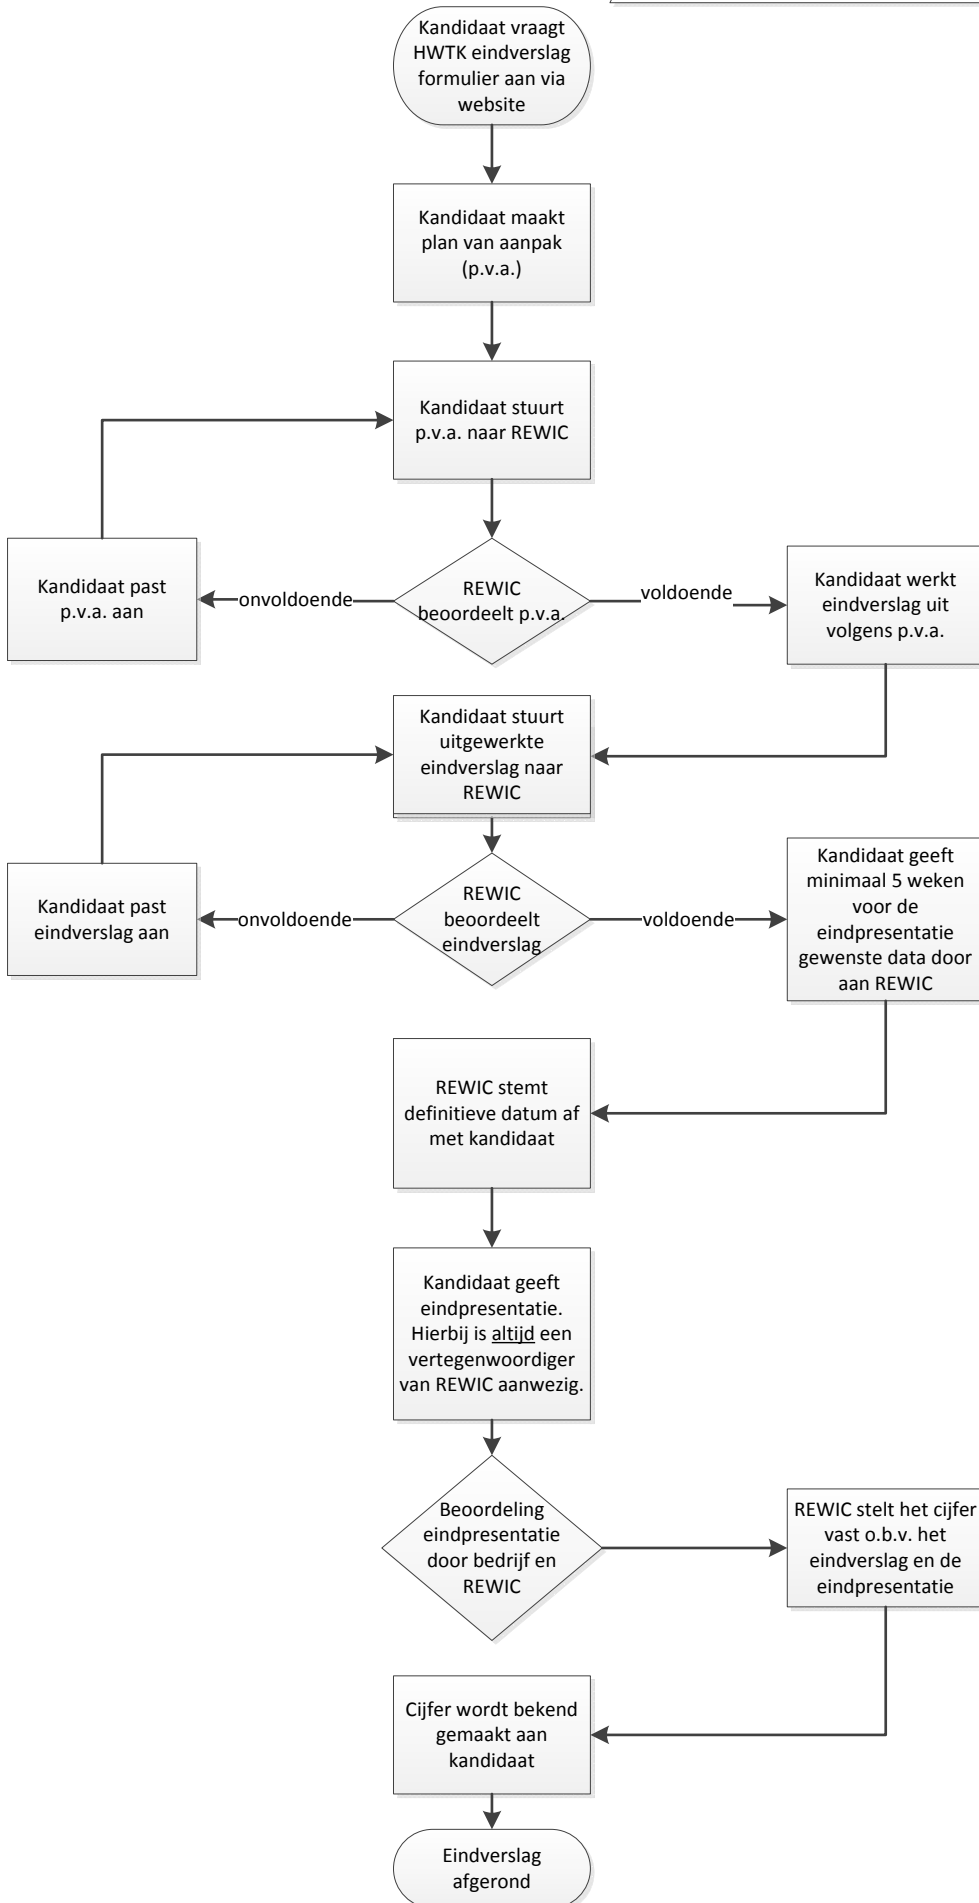 Kandidaat vraagt
HWTK eindverslag
formulier aan via
website
Kandidaat maakt
plan van aanpak
(p.v.a.)
Kandidaat stuurt
p.v.a. naar REWIC
Kandidaat past
p.v.a. aan
onvoldoende
REWIC
beoordeelt p.v.a.
voldoende
Kandidaat werkt
eindverslag uit
volgens p.v.a.
Kandidaat stuurt
uitgewerkte
eindverslag naar
REWIC
Kandidaat past
eindverslag aan
onvoldoende
REWIC
beoordeelt
eindverslag
voldoende
Kandidaat geeft
minimaal 5 weken
voor de
eindpresentatie
gewenste data door
aan REWIC
REWIC stemt
definitieve datum af
met kandidaat
Kandidaat geeft
eindpresentatie.
Hierbij is altijd een
vertegenwoordiger
van REWIC aanwezig.
Beoordeling
eindpresentatie
door bedrijf en
REWIC
REWIC stelt het cijfer
vast o.b.v. het
eindverslag en de
eindpresentatie
Cijfer wordt bekend
gemaakt aan
kandidaat
Eindverslag
afgerond